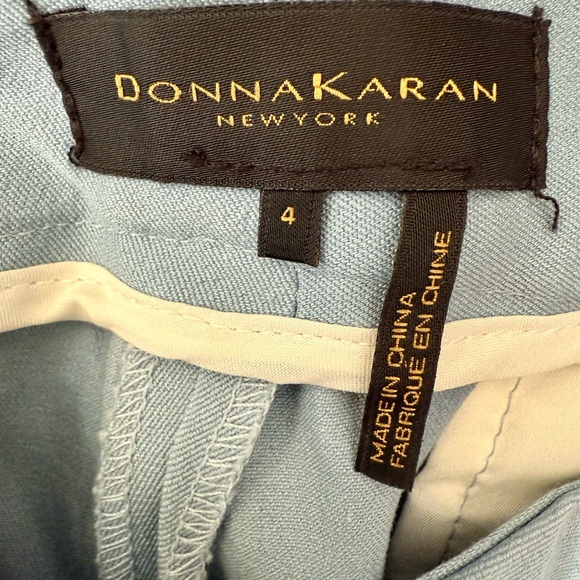 DONNAKARAN
NEWYORK
4
MADE IN CHINA
FABRIQUÉ EN CHINE